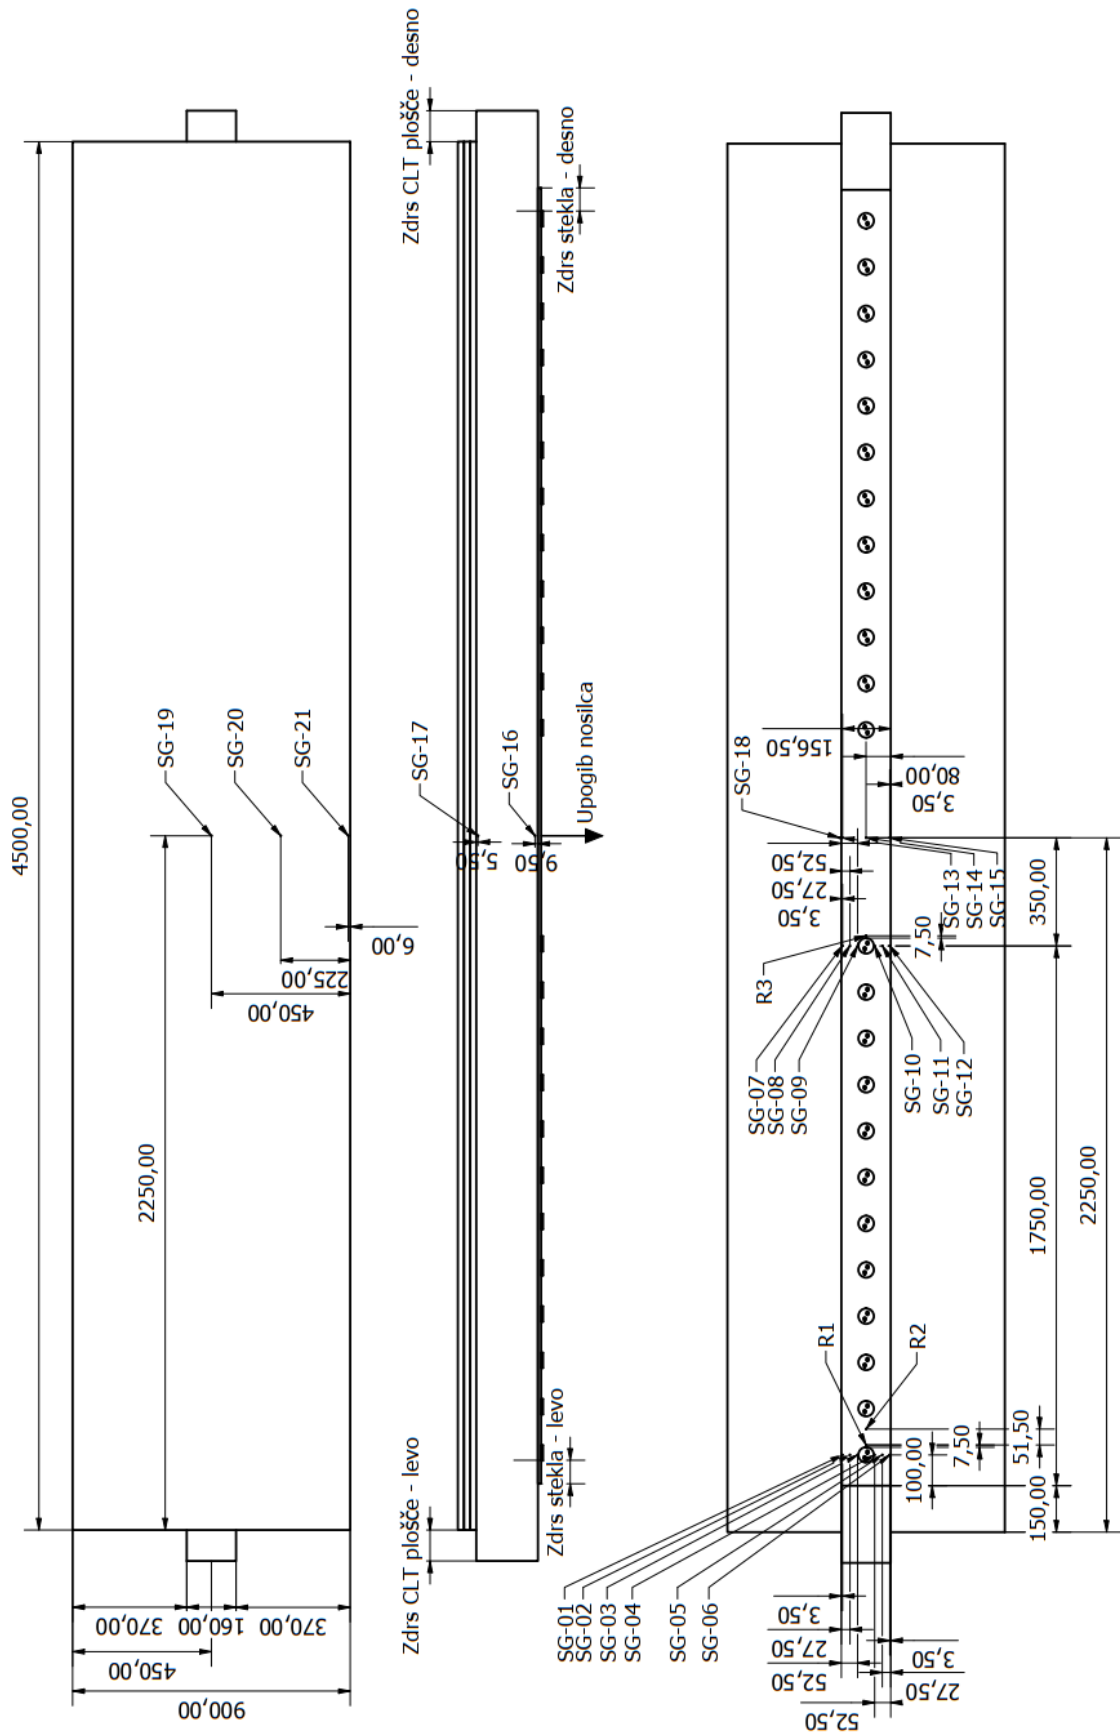 4500,00
2250,00
SG-19
SG-20
SG-21
6,00
225,00
450,00
370,00
160,00
370,00
450,00
900,00
Zdrs CLT plošče - desno
Zdrs stekla - desno
SG-17
SG-16
5,50
9,50
Upogib nosilca
Zdrs stekla - levo
Zdrs CLT plošče - levo
SG-18
156,50
80,00
3,50
52,50
27,50
3,50
SG-13
SG-14
SG-15
350,00
7,50
R3
SG-07
SG-08
SG-09
SG-10
SG-11
SG-12
1750,00
2250,00
R1
R2
51,50
7,50
100,00
150,00
SG-01
SG-02
SG-03
SG-04
SG-05
SG-06
3,50
27,50
52,50
3,50
27,50
52,50